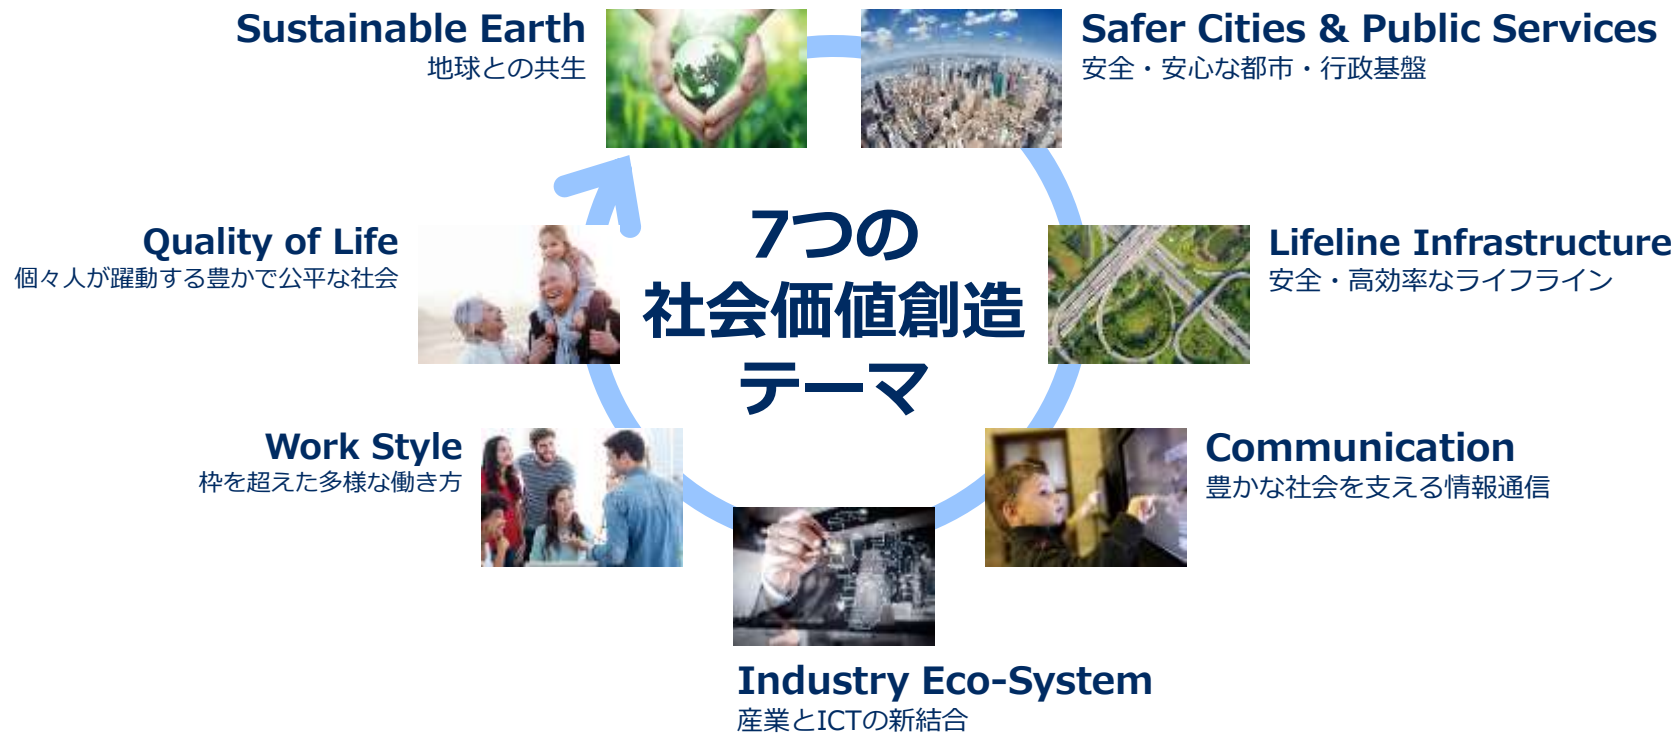 Sustainable Earth
地球との共生
Safer Cities & Public Services
安全・安心な都市・行政基盤
Quality of Life
個々人が躍動する豊かで公平な社会
7つの
社会価値創造
テーマ
Lifeline Infrastructure
安全・高効率なライフライン
Work Style
枠を超えた多様な働き方
Communication
豊かな社会を支える情報通信
Industry Eco-System
産業とICTの新結合